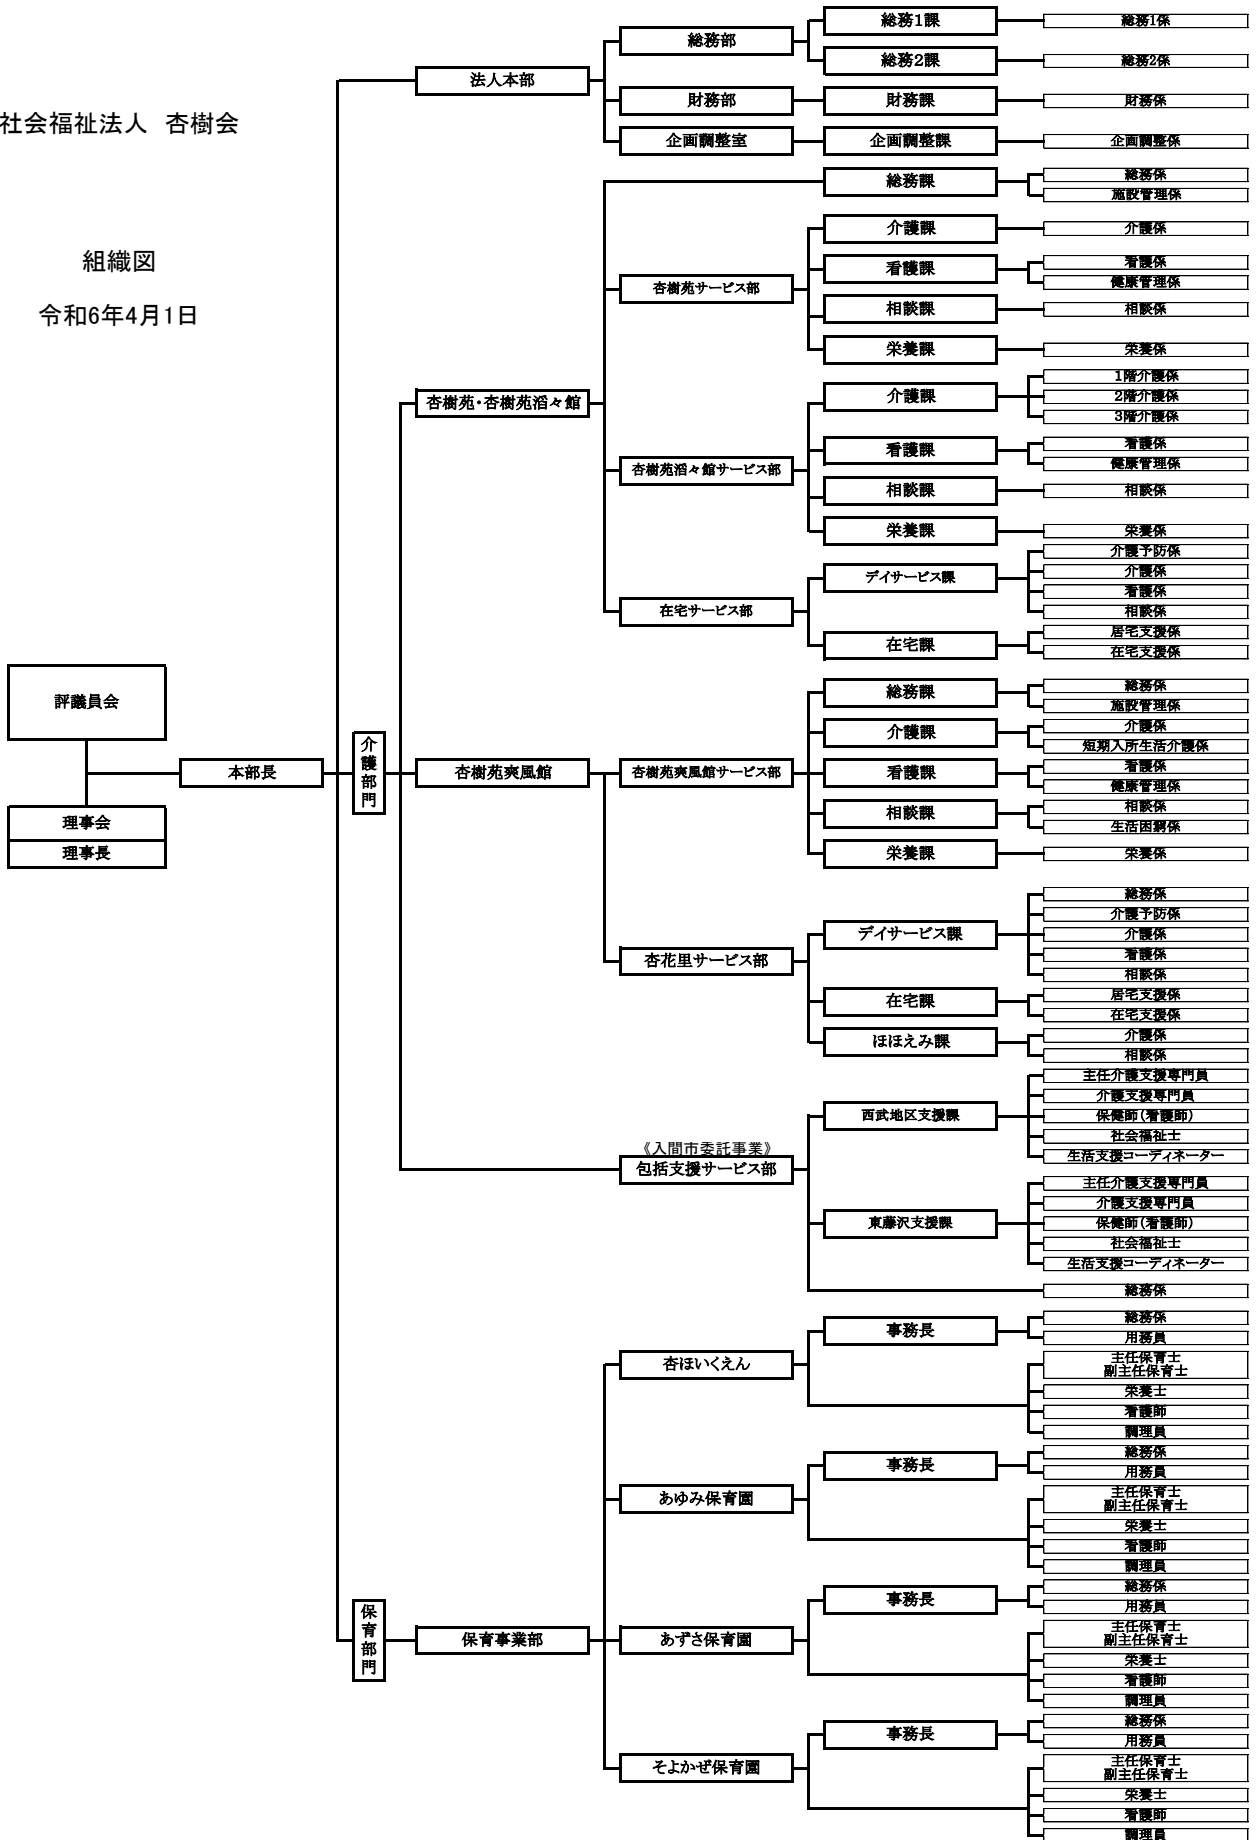 社会福祉法人　杏樹会
組織図
令和6年4月1日
評議員会
理事会
理事長
本部長
法人本部
総務部
総務1課
総務1係
総務2課
総務2係
財務部
財務課
財務係
企画調整室
企画調整課
企画調整係
介護部門
杏樹苑・杏樹苑滔々館
総務課
総務係
施設管理係
杏樹苑サービス部
介護課
介護係
看護課
看護係
健康管理係
相談課
相談係
栄養課
栄養係
杏樹苑滔々館サービス部
介護課
1階介護係
2階介護係
3階介護係
看護課
看護係
健康管理係
相談課
相談係
栄養課
栄養係
在宅サービス部
デイサービス課
介護予防係
介護係
看護係
相談係
在宅課
居宅支援係
在宅支援係
杏樹苑爽風館
杏樹苑爽風館サービス部
総務課
総務係
施設管理係
介護課
介護係
短期入所生活介護係
看護課
看護係
健康管理係
相談課
相談係
生活困窮係
栄養課
栄養係
杏花里サービス部
デイサービス課
総務係
介護予防係
介護係
看護係
相談係
在宅課
居宅支援係
在宅支援係
ほほえみ課
介護係
相談係
《入間市委託事業》
包括支援サービス部
西武地区支援課
主任介護支援専門員
介護支援専門員
保健師(看護師)
社会福祉士
生活支援コーディネーター
東藤沢支援課
主任介護支援専門員
介護支援専門員
保健師(看護師)
社会福祉士
生活支援コーディネーター
総務係
保育部門
保育事業部
杏ほいくえん
事務長
総務係
用務員
主任保育士
副主任保育士
栄養士
看護師
調理員
あゆみ保育園
事務長
総務係
用務員
主任保育士
副主任保育士
栄養士
看護師
調理員
あずさ保育園
事務長
総務係
用務員
主任保育士
副主任保育士
栄養士
看護師
調理員
そよかぜ保育園
事務長
総務係
用務員
主任保育士
副主任保育士
栄養士
看護師
調理員